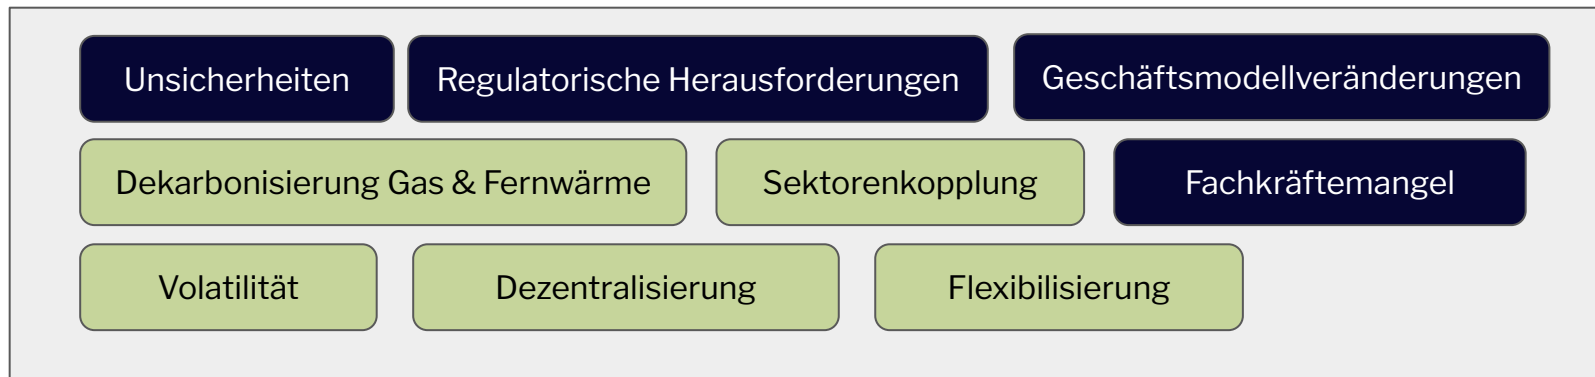 Unsicherheiten
Regulatorische Herausforderungen
Geschäftsmodellveränderungen
Dekarbonisierung Gas & Fernwärme
Sektorenkopplung
Fachkräftemangel
Volatilität
Dezentralisierung
Flexibilisierung